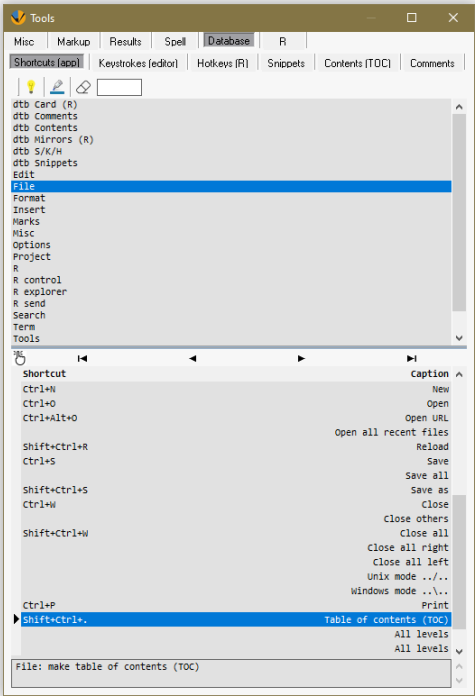 Tools
Misc Markup Results Spell Database R
Shortcuts (app) Keystrokes (editor) Hotkeys (R) Snippets Contents (TOC) Comments
dtb Card (R)
dtb Comments
dtb Contents
dtb Mirrors (R)
dtb S/K/H
dtb Snippets
Edit
File
Format
Insert
Marks
Misc
Options
Project
R
R control
R explorer
R send
Search
Term
Tools
Shortcut Caption
Ctrl+N New
Ctrl+O Open
Ctrl+Alt+O Open URL
Open all recent files
Shift+Ctrl+R Reload
Ctrl+S Save
Save all
Shift+Ctrl+S Save as
Ctrl+W Close
Close others
Shift+Ctrl+W Close all
Close all right
Close all left
Unix mode ../..
Windows mode ..\..
Ctrl+P Print
Shift+Ctrl+. Table of contents (TOC)
All levels
All levels
File: make table of contents (TOC)